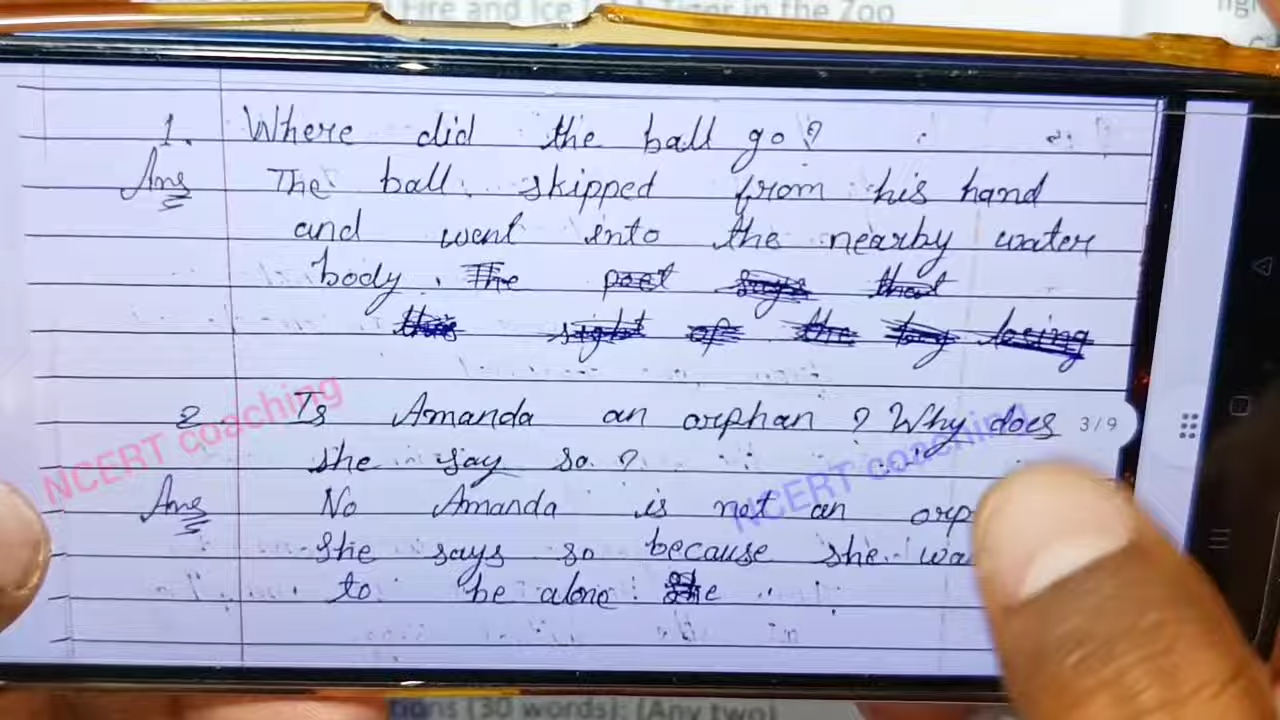 Fire and Ice in the Zoo
1. Where did the ball go?
Ans The ball skipped from his hand
and went into the nearby water
body. The poet says that
this sight of the boy losing
2 Is Amanda an orphan? Why does 3/9
she say so.?
Ans No Amanda is not an orp
She says so because she wa
to be alone.
NCERT coaching
NCERT coaching
tions (30 words): (Any two)